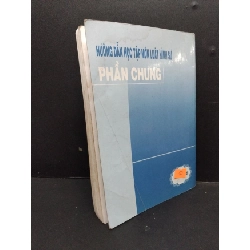 HƯỚNG DẪN HỌC TẬP MÔN LUẬT HÌNH SỰ
PHẦN CHUNG